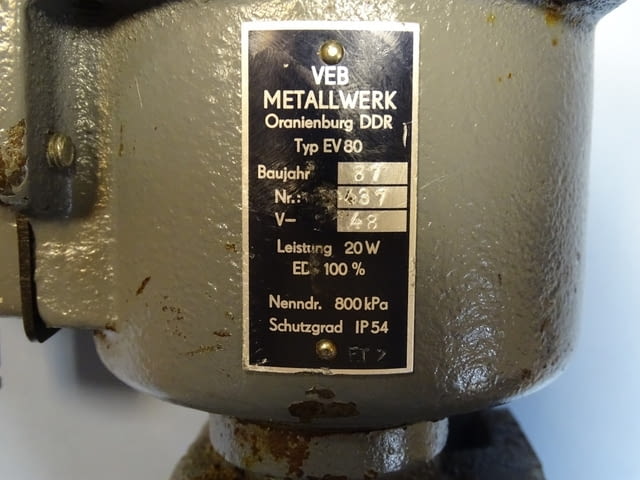 VEB
METALLWERK
Oranienburg DDR
Typ EV 80
Baujahr 87
Nr.: 437
V- 48
Leistung 20 W
ED 100 %
Nenndr. 800 kPa
Schutzgrad IP 54